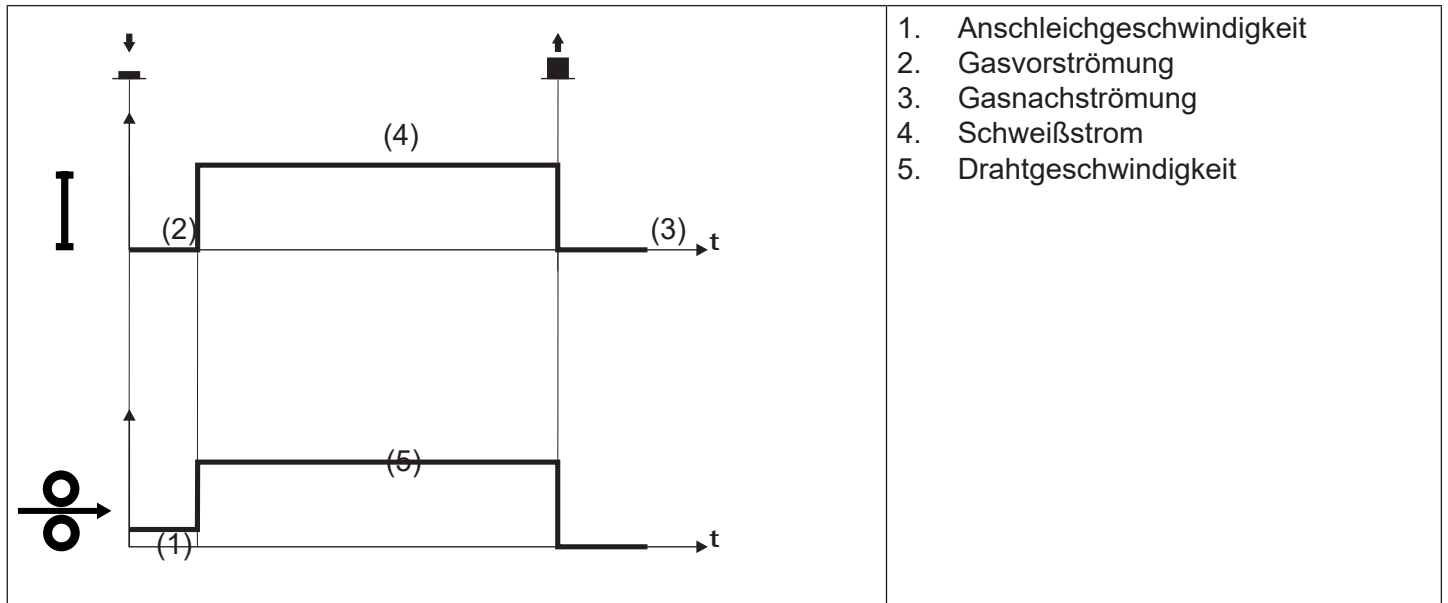 (4)
I
(2)
(3)
t
(5)
(1)
t
1. Anschleichgeschwindigkeit
2. Gasvorströmung
3. Gasnachströmung
4. Schweißstrom
5. Drahtgeschwindigkeit